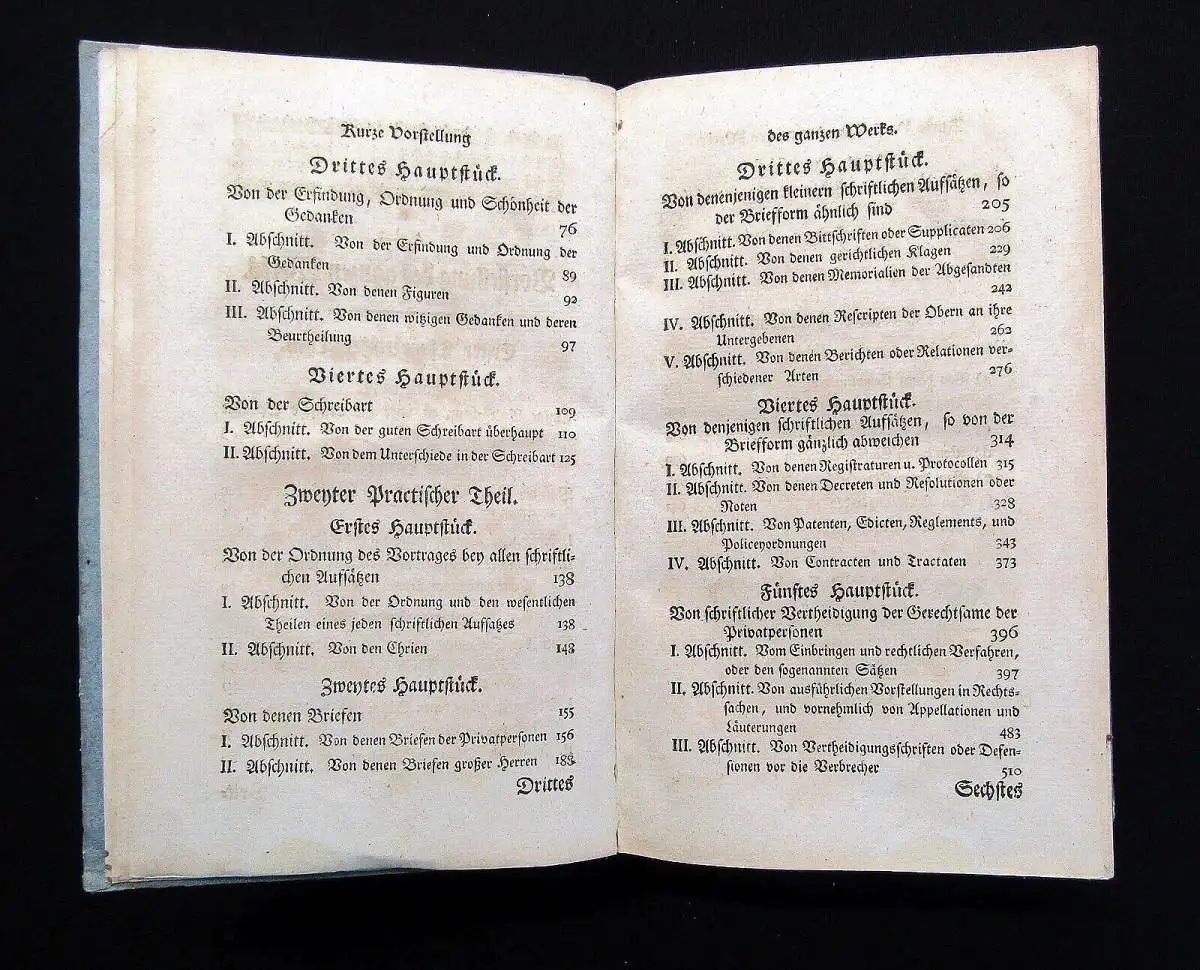 Kurze Vorstellung
Drittes Hauptstück.
Von der Erfindung, Ordnung und Schönheit der
Gedanken 76
I. Abschnitt. Von der Erfindung und Ordnung der
Gedanken 89
II. Abschnitt. Von denen Figuren 92
III. Abschnitt. Von denen witzigen Gedanken und deren
Beurtheilung 97
Viertes Hauptstück.
Von der Schreibart 109
I. Abschnitt. Von der guten Schreibart überhaupt 110
II. Abschnitt. Von dem Unterschiede in der Schreibart 125
Zweyter Practischer Theil.
Erstes Hauptstück.
Von der Ordnung des Vortrages bey allen schriftli-
chen Aufsätzen 138
I. Abschnitt. Von der Ordnung und den wesentlichen
Theilen eines jeden schriftlichen Aufsatzes 138
II. Abschnitt. Von den Chrien 148
Zweytes Hauptstück.
Von denen Briefen 155
I. Abschnitt. Von denen Briefen der Privatpersonen 156
II. Abschnitt. Von denen Briefen großer Herren 188
Drittes
des ganzen Werks.
Drittes Hauptstück.
Von denenjenigen kleinern schriftlichen Aufsätzen, so
der Briefform ähnlich sind 205
I. Abschnitt. Von denen Bittschriften oder Supplicaten 206
II. Abschnitt. Von denen gerichtlichen Klagen 229
III. Abschnitt. Von denen Memorialien der Abgesandten
242
IV. Abschnitt. Von denen Rescripten der Obern an ihre
Untergebenen 262
V. Abschnitt. Von denen Berichten oder Relationen ver-
schiedener Arten 276
Viertes Hauptstück.
Von denjenigen schriftlichen Aufsätzen, so von der
Briefform gänzlich abweichen 314
I. Abschnitt. Von denen Registraturen u. Protocollen 315
II. Abschnitt. Von denen Decreten und Resolutionen oder
Noten 328
III. Abschnitt. Von Patenten, Edicten, Reglements, und
Policeyordnungen 343
IV. Abschnitt. Von Contracten und Tractaten 373
Fünftes Hauptstück.
Von schriftlicher Vertheidigung der Gerechtsame der
Privatpersonen 396
I. Abschnitt. Vom Einbringen und rechtlichen Verfahren,
oder den sogenannten Sätzen 397
II. Abschnitt. Von ausführlichen Vorstellungen in Rechts-
sachen, und vornehmlich von Appellationen und
Läuterungen 483
III. Abschnitt. Von Vertheidigungsschriften oder Defen-
sionen vor die Verbrecher 510
Sechstes